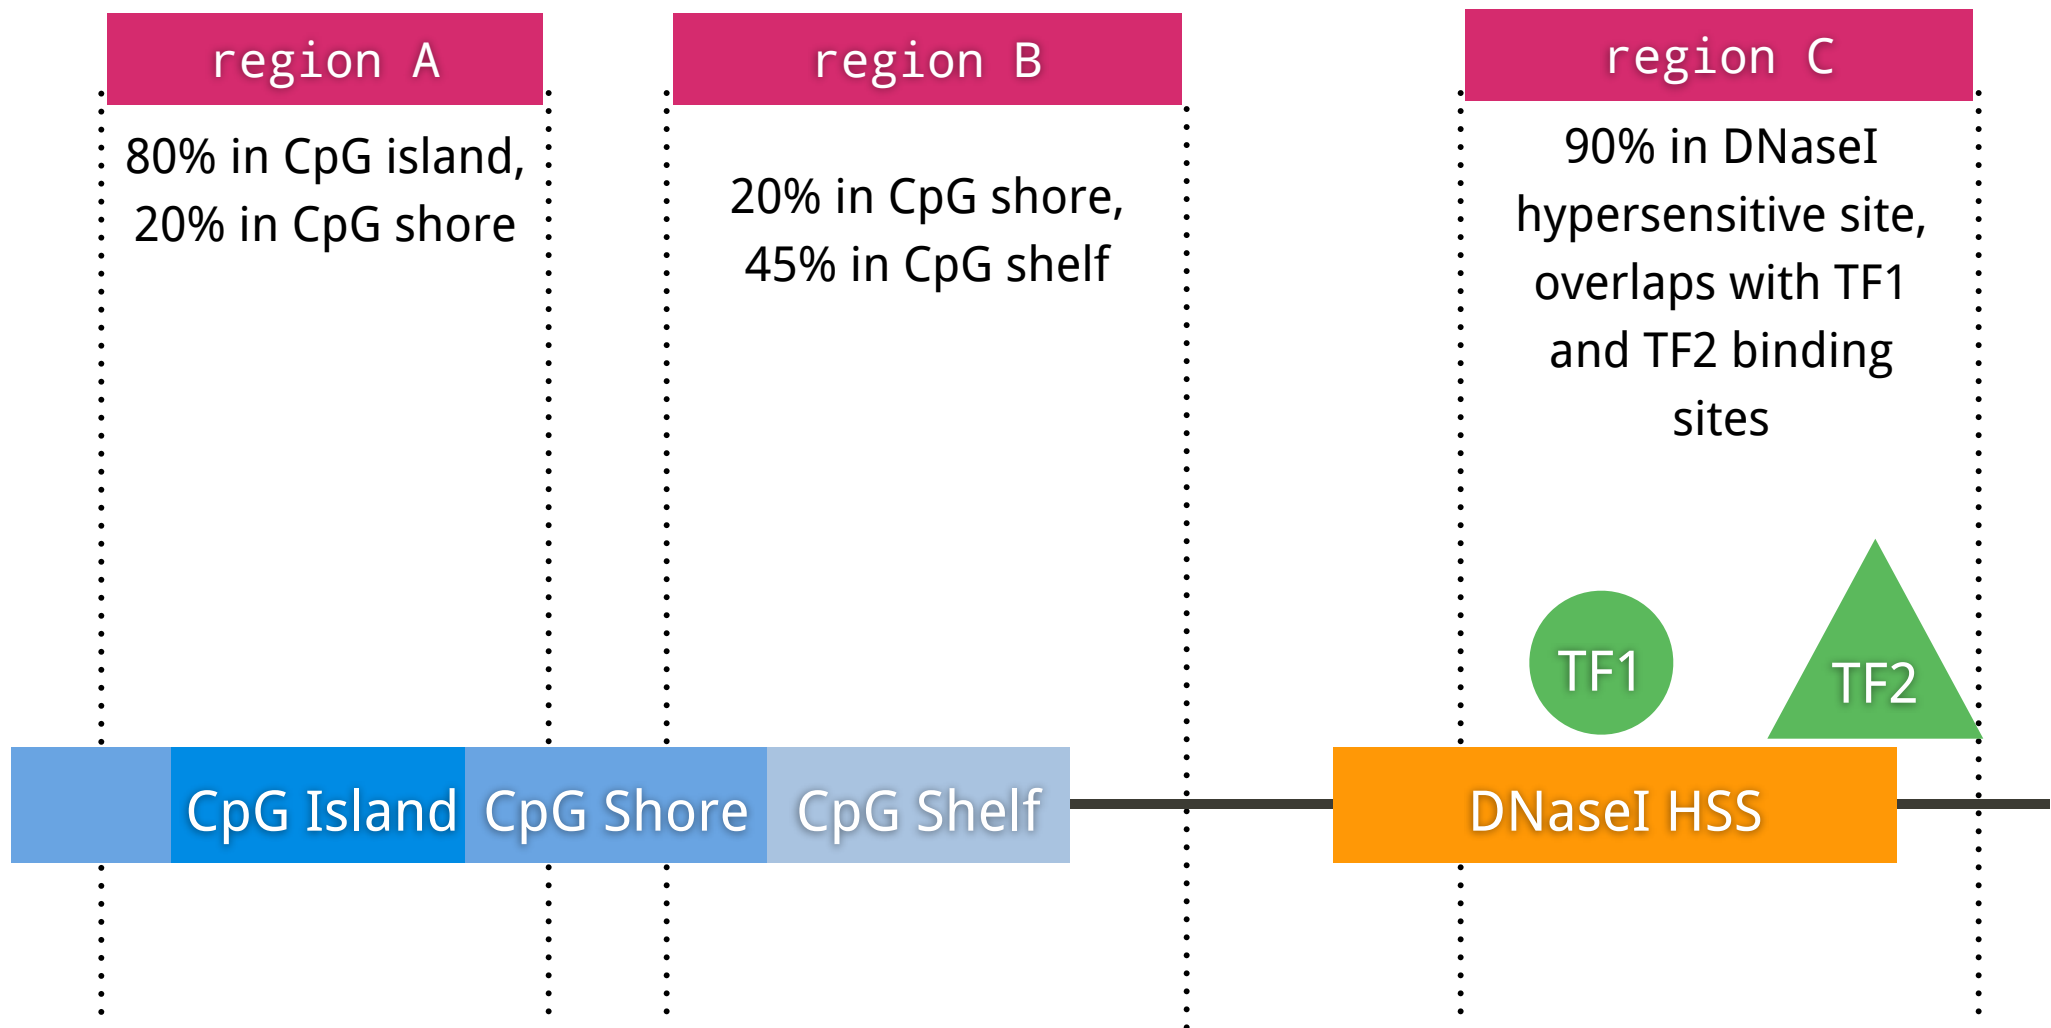 region A
80% in CpG island,
20% in CpG shore
region B
20% in CpG shore,
45% in CpG shelf
region C
90% in DNaseI
hypersensitive site,
overlaps with TF1
and TF2 binding
sites
TF1
TF2
CpG Island
CpG Shore
CpG Shelf
DNaseI HSS